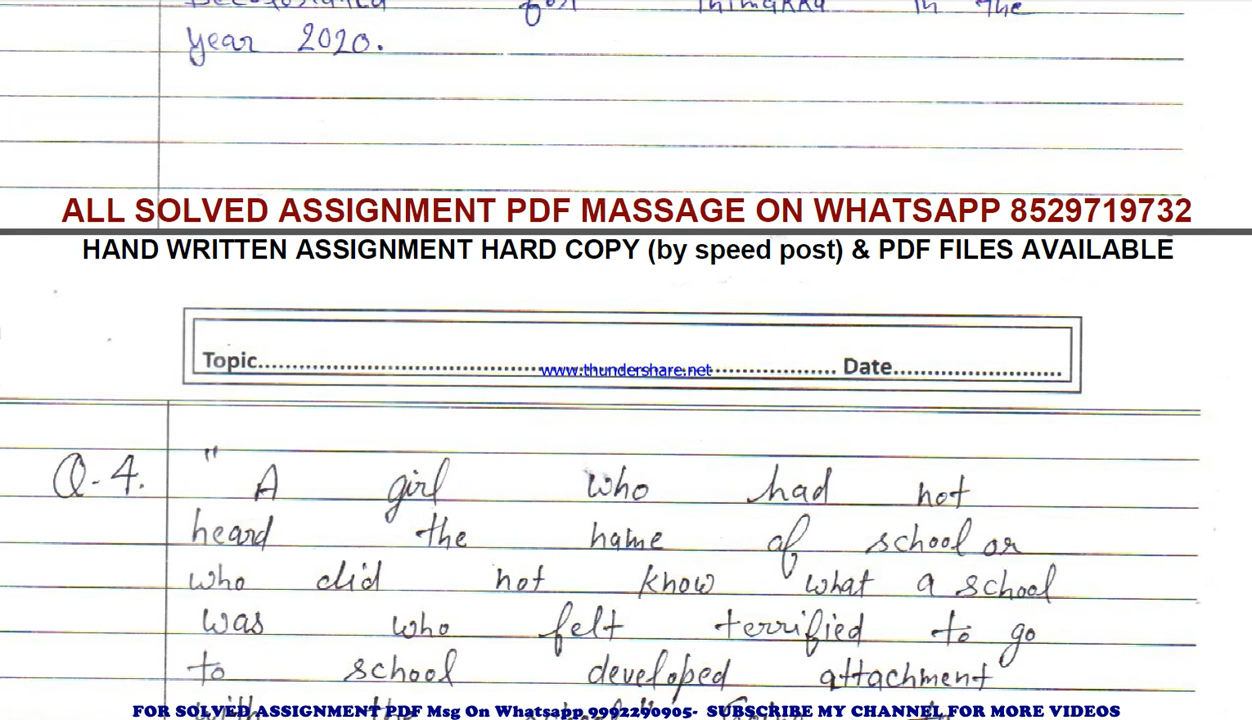 in the
year 2020.
ALL SOLVED ASSIGNMENT PDF MASSAGE ON WHATSAPP 8529719732
HAND WRITTEN ASSIGNMENT HARD COPY (by speed post) & PDF FILES AVAILABLE
Topic..........................................www.thundershare.net.................. Date.........................
Q-4. " A girl who had not
heard the name of school or
who did not know what a school
was who felt terrified to go
to school developed attachment
FOR SOLVED ASSIGNMENT PDF Msg On Whatsapp 9992290905- SUBSCRIBE MY CHANNEL FOR MORE VIDEOS